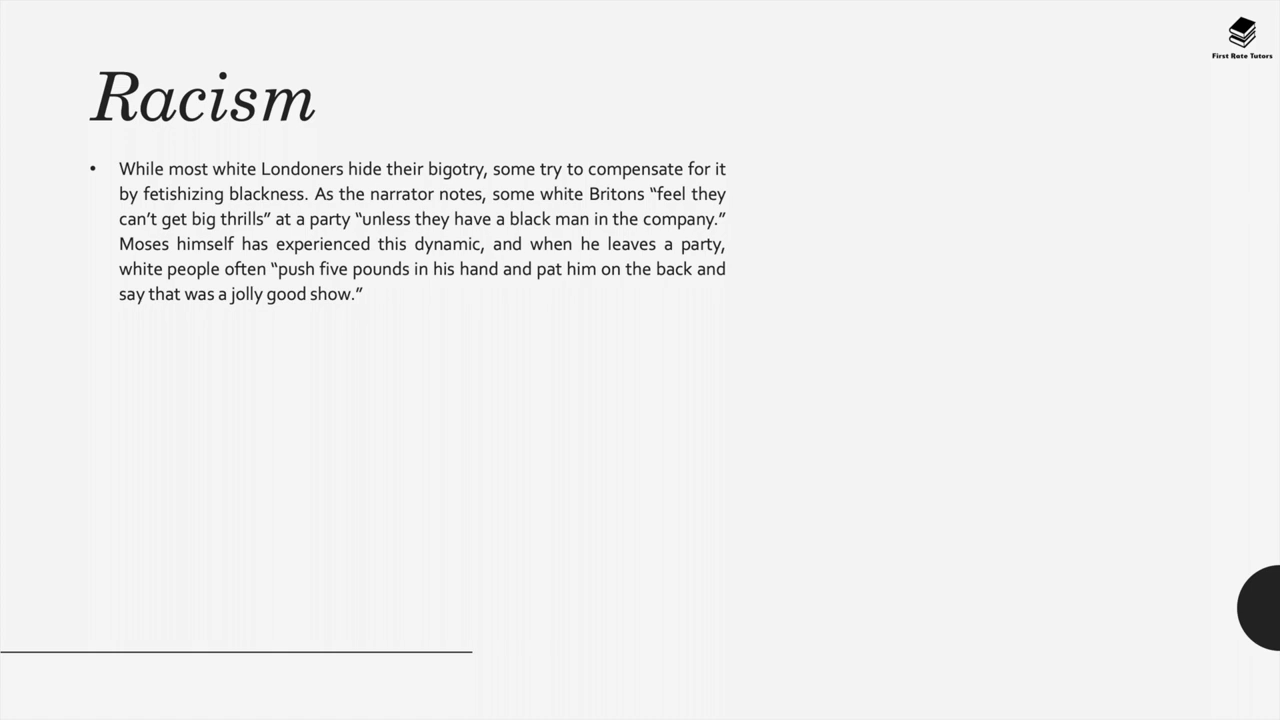 First Rate Tutors
Racism
• While most white Londoners hide their bigotry, some try to compensate for it
by fetishizing blackness. As the narrator notes, some white Britons “feel they
can’t get big thrills” at a party “unless they have a black man in the company.”
Moses himself has experienced this dynamic, and when he leaves a party,
white people often “push five pounds in his hand and pat him on the back and
say that was a jolly good show.”